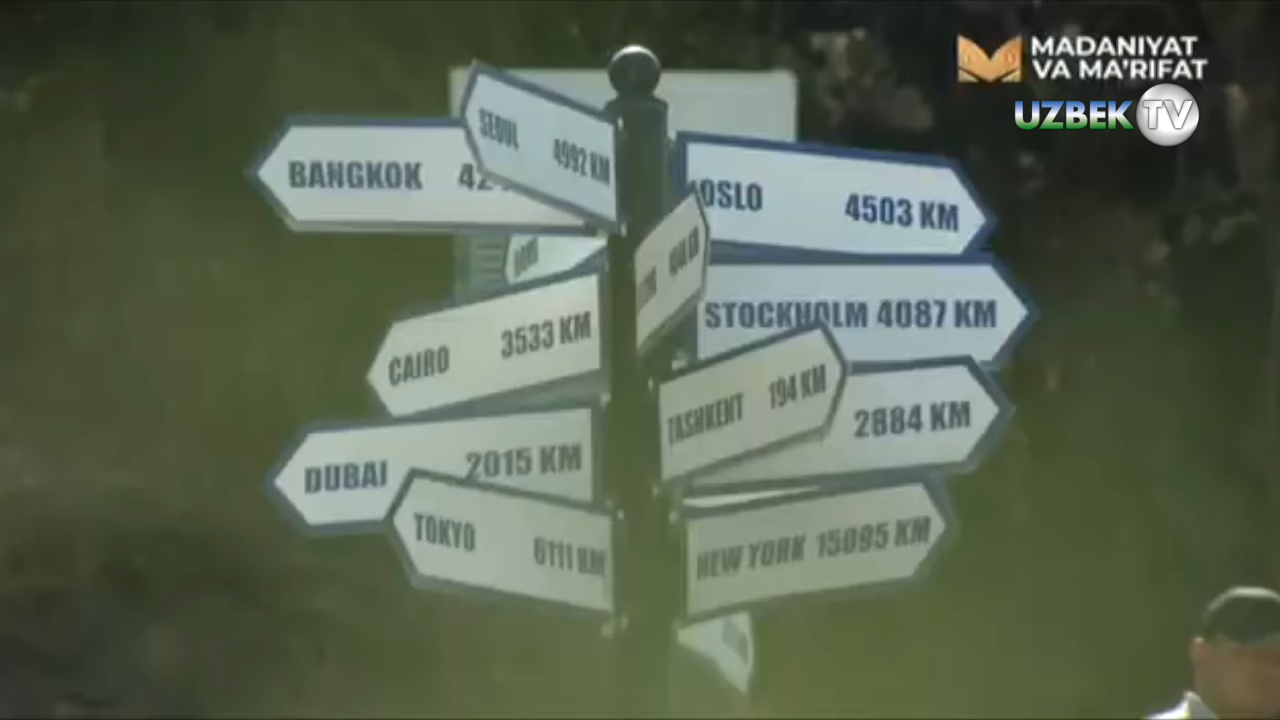 MADANIYAT
VA MA'RIFAT
UZBEK TV
SEOUL 4992 KM
BANGKOK
OSLO 4503 KM
STOCKHOLM 4087 KM
CAIRO 3533 KM
TASHKENT 194 KM
2884 KM
DUBAI 2015 KM
TOKYO 6111 KM
NEW YORK 15095 KM